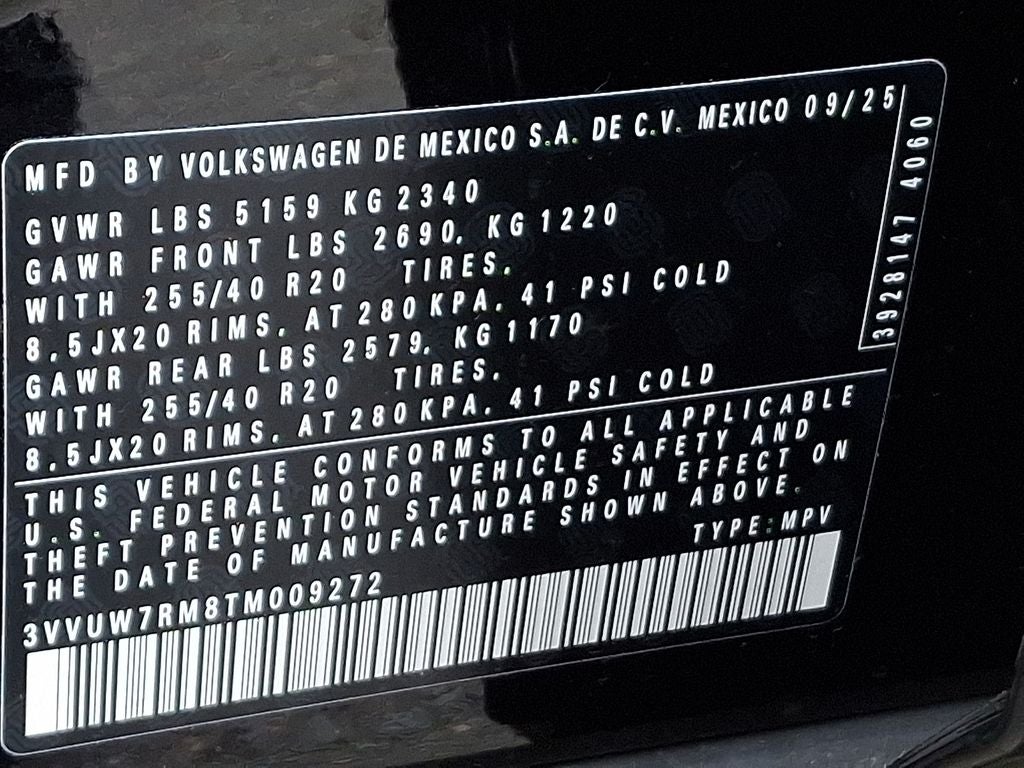 MFD BY VOLKSWAGEN DE MEXICO S.A. DE C.V. MEXICO 09/25
GVWR LBS 5159 KG 2340
GAWR FRONT LBS 2690. KG 1220
WITH 255/40 R20 TIRES.
8.5JX20 RIMS. AT 280 KPA. 41 PSI COLD
GAWR REAR LBS 2579. KG 1170
WITH 255/40 R20 TIRES.
8.5JX20 RIMS. AT 280 KPA. 41 PSI COLD
3928147 4060
THIS VEHICLE CONFORMS TO ALL APPLICABLE
U.S. FEDERAL MOTOR VEHICLE SAFETY AND
THEFT PREVENTION STANDARDS IN EFFECT ON
THE DATE OF MANUFACTURE SHOWN ABOVE.
TYPE: MPV
3VVUW7RM8TM009272